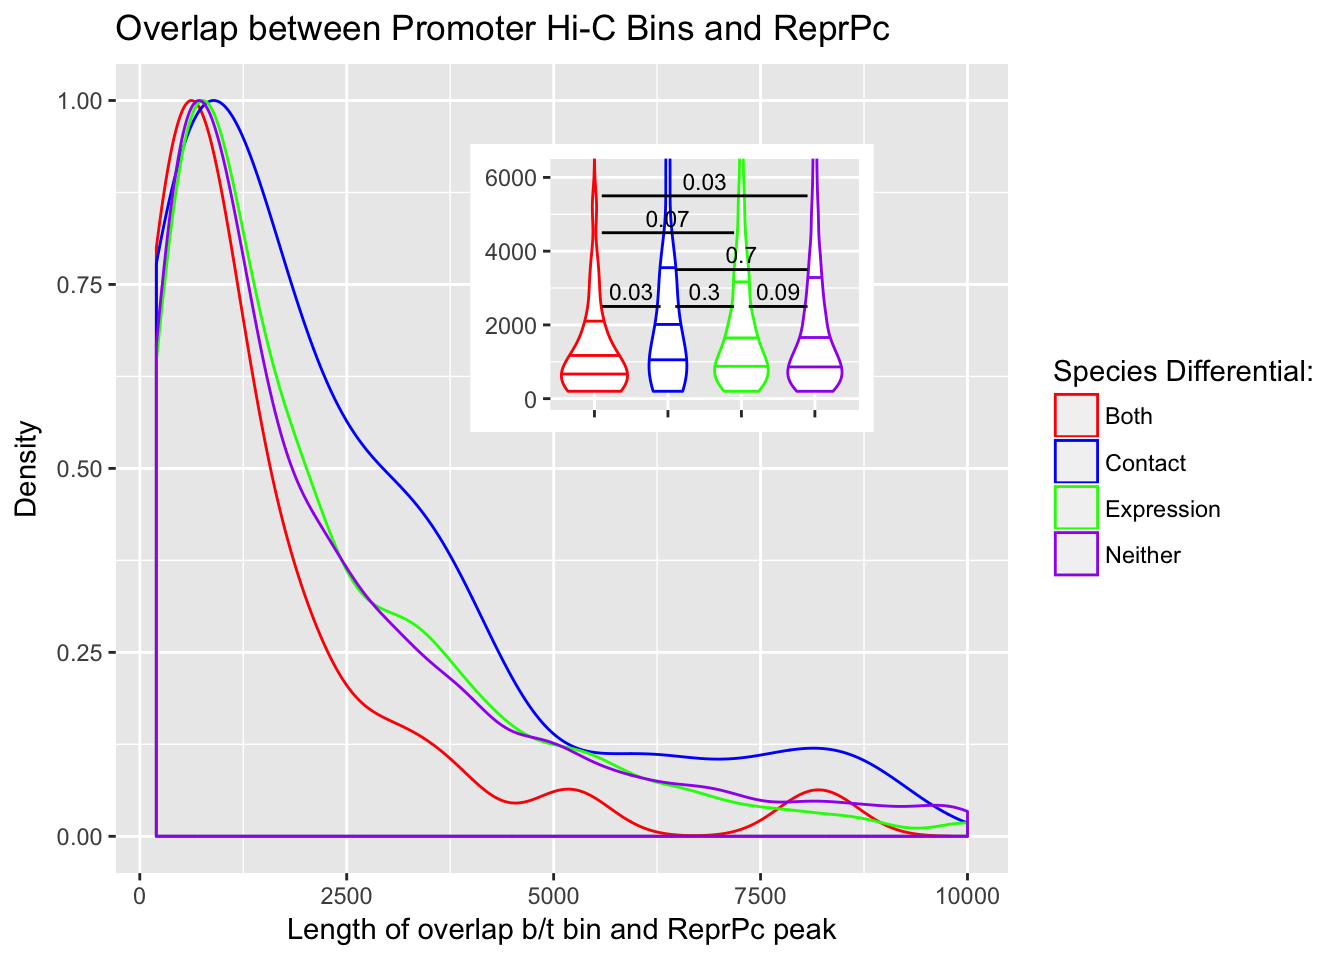 Overlap between Promoter Hi-C Bins and ReprPc
1.00
0.75
0.50
0.25
0.00
Density
0
2500
5000
7500
10000
Length of overlap b/t bin and ReprPc peak
6000
4000
2000
0
0.03
0.07
0.7
0.03
0.3
0.09
Species Differential:
Both
Contact
Expression
Neither